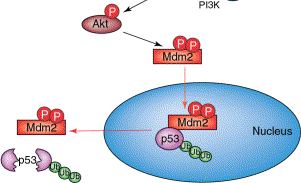 P
PI3K
Akt
P P
Mdm2
P P
Mdm2
P P
Mdm2
p53
Nucleus
Ub Ub Ub
p53
Ub Ub Ub